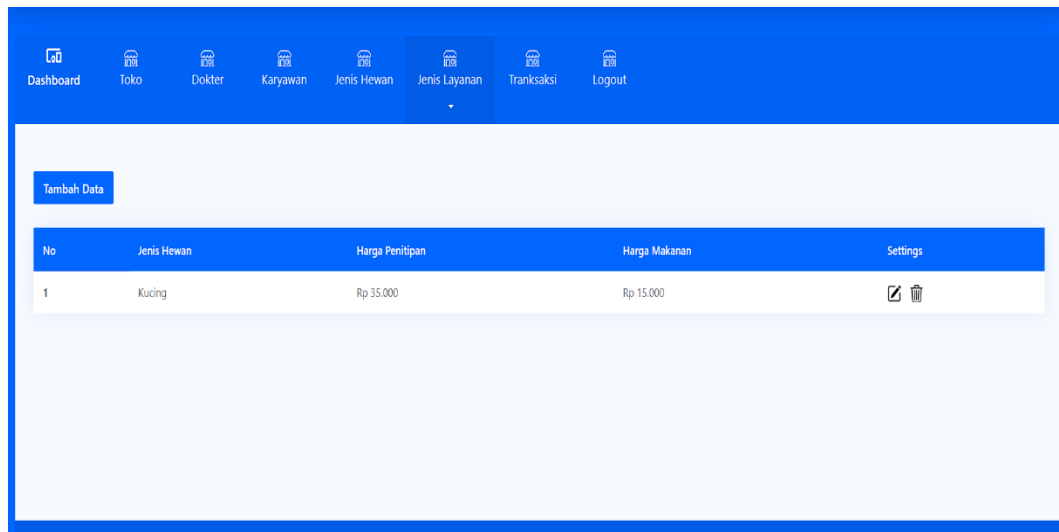 Dashboard Toko Dokter Karyawan Jenis Hewan Jenis Layanan Tranksaksi Logout
Tambah Data
No Jenis Hewan Harga Penitipan Harga Makanan Settings
1 Kucing Rp 35.000 Rp 15.000